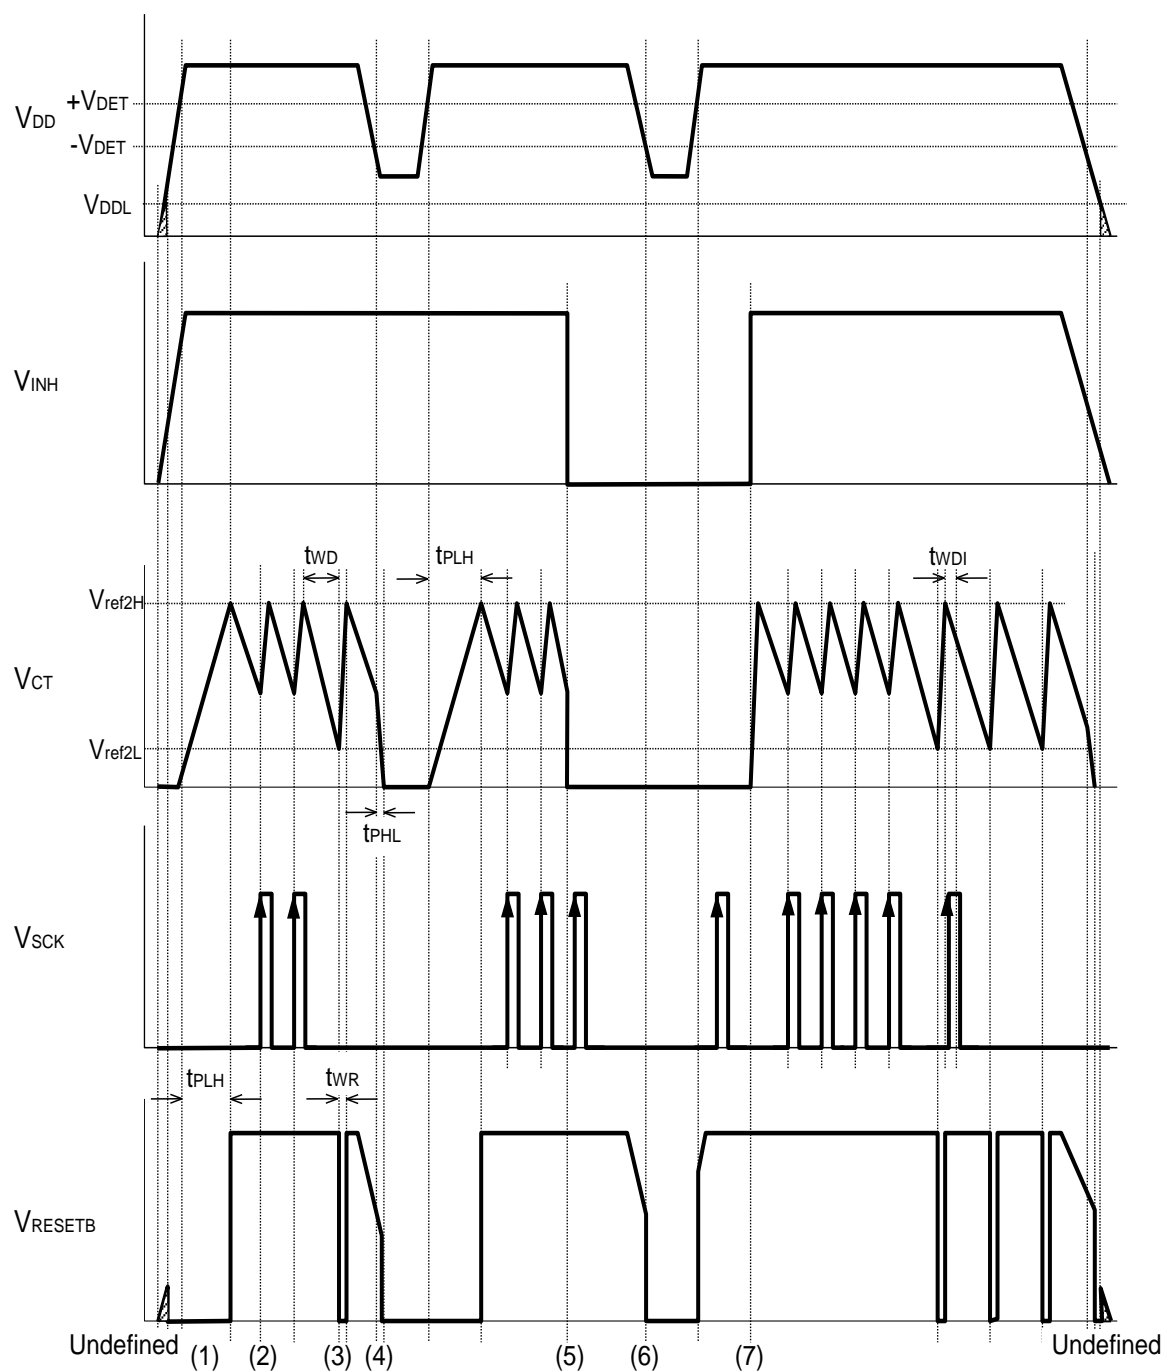 +VDET
VDD
-VDET
VDDL
VINH
tWD
tPLH
tWDI
Vref2H
VCT
Vref2L
tPHL
VSCK
tPLH
tWR
VRESETB
Undefined (1) (2) (3) (4) (5) (6) (7) Undefined